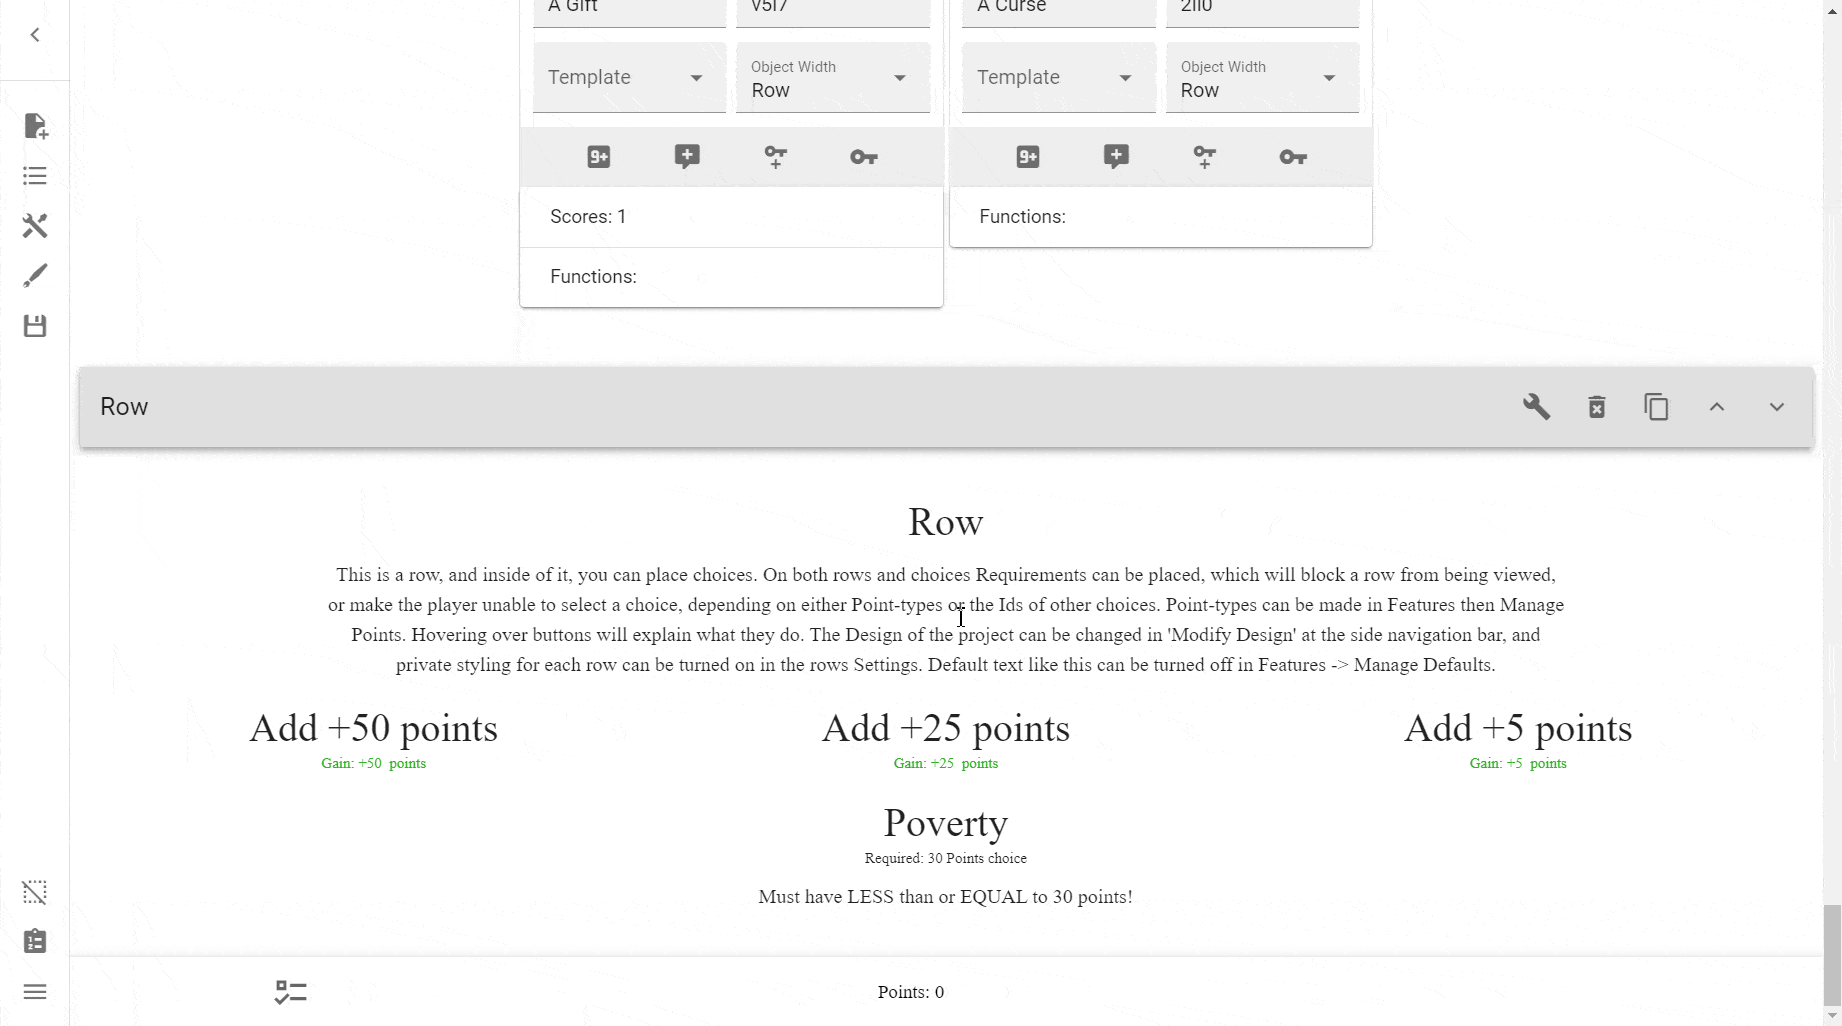 A Gift
v5l7
A Curse
2ll0
Template
Object Width
Row
Template
Object Width
Row
9+
9+
Scores: 1
Functions:
Functions:
Row
Row
This is a row, and inside of it, you can place choices. On both rows and choices Requirements can be placed, which will block a row from being viewed,
or make the player unable to select a choice, depending on either Point-types or the Ids of other choices. Point-types can be made in Features then Manage
Points. Hovering over buttons will explain what they do. The Design of the project can be changed in 'Modify Design' at the side navigation bar, and
private styling for each row can be turned on in the rows Settings. Default text like this can be turned off in Features -> Manage Defaults.
Add +50 points
Gain: +50 points
Add +25 points
Gain: +25 points
Add +5 points
Gain: +5 points
Poverty
Required: 30 Points choice
Must have LESS than or EQUAL to 30 points!
Points: 0